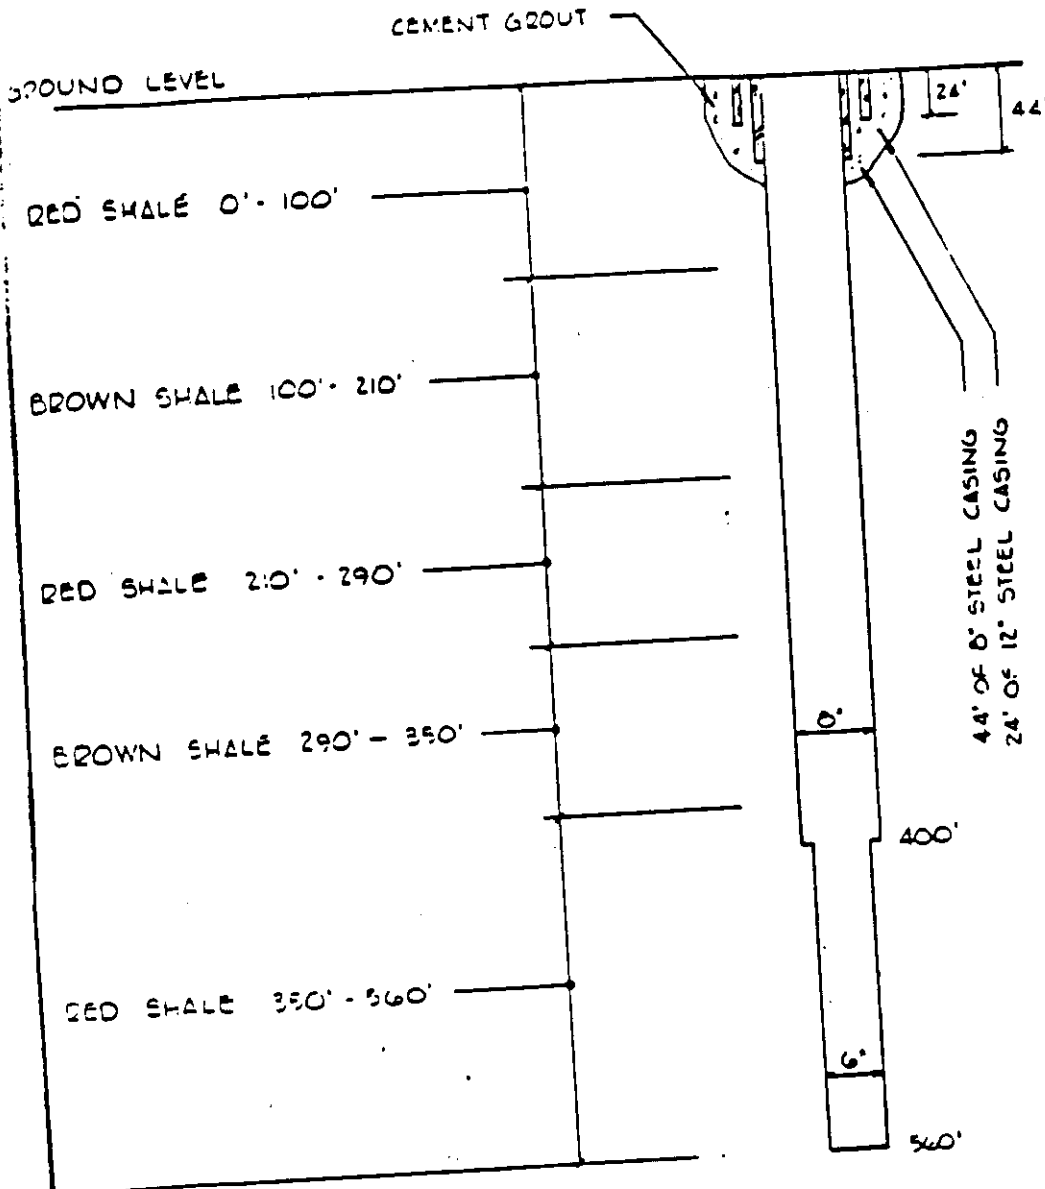 CEMENT GROUT
GROUND LEVEL
24'
44'
RED SHALE 0' - 100'
BROWN SHALE 100' - 210'
RED SHALE 210' - 290'
BROWN SHALE 290' - 350'
RED SHALE 350' - 560'
44' OF 8" STEEL CASING
24' OF 12" STEEL CASING
8"
400'
6"
560'